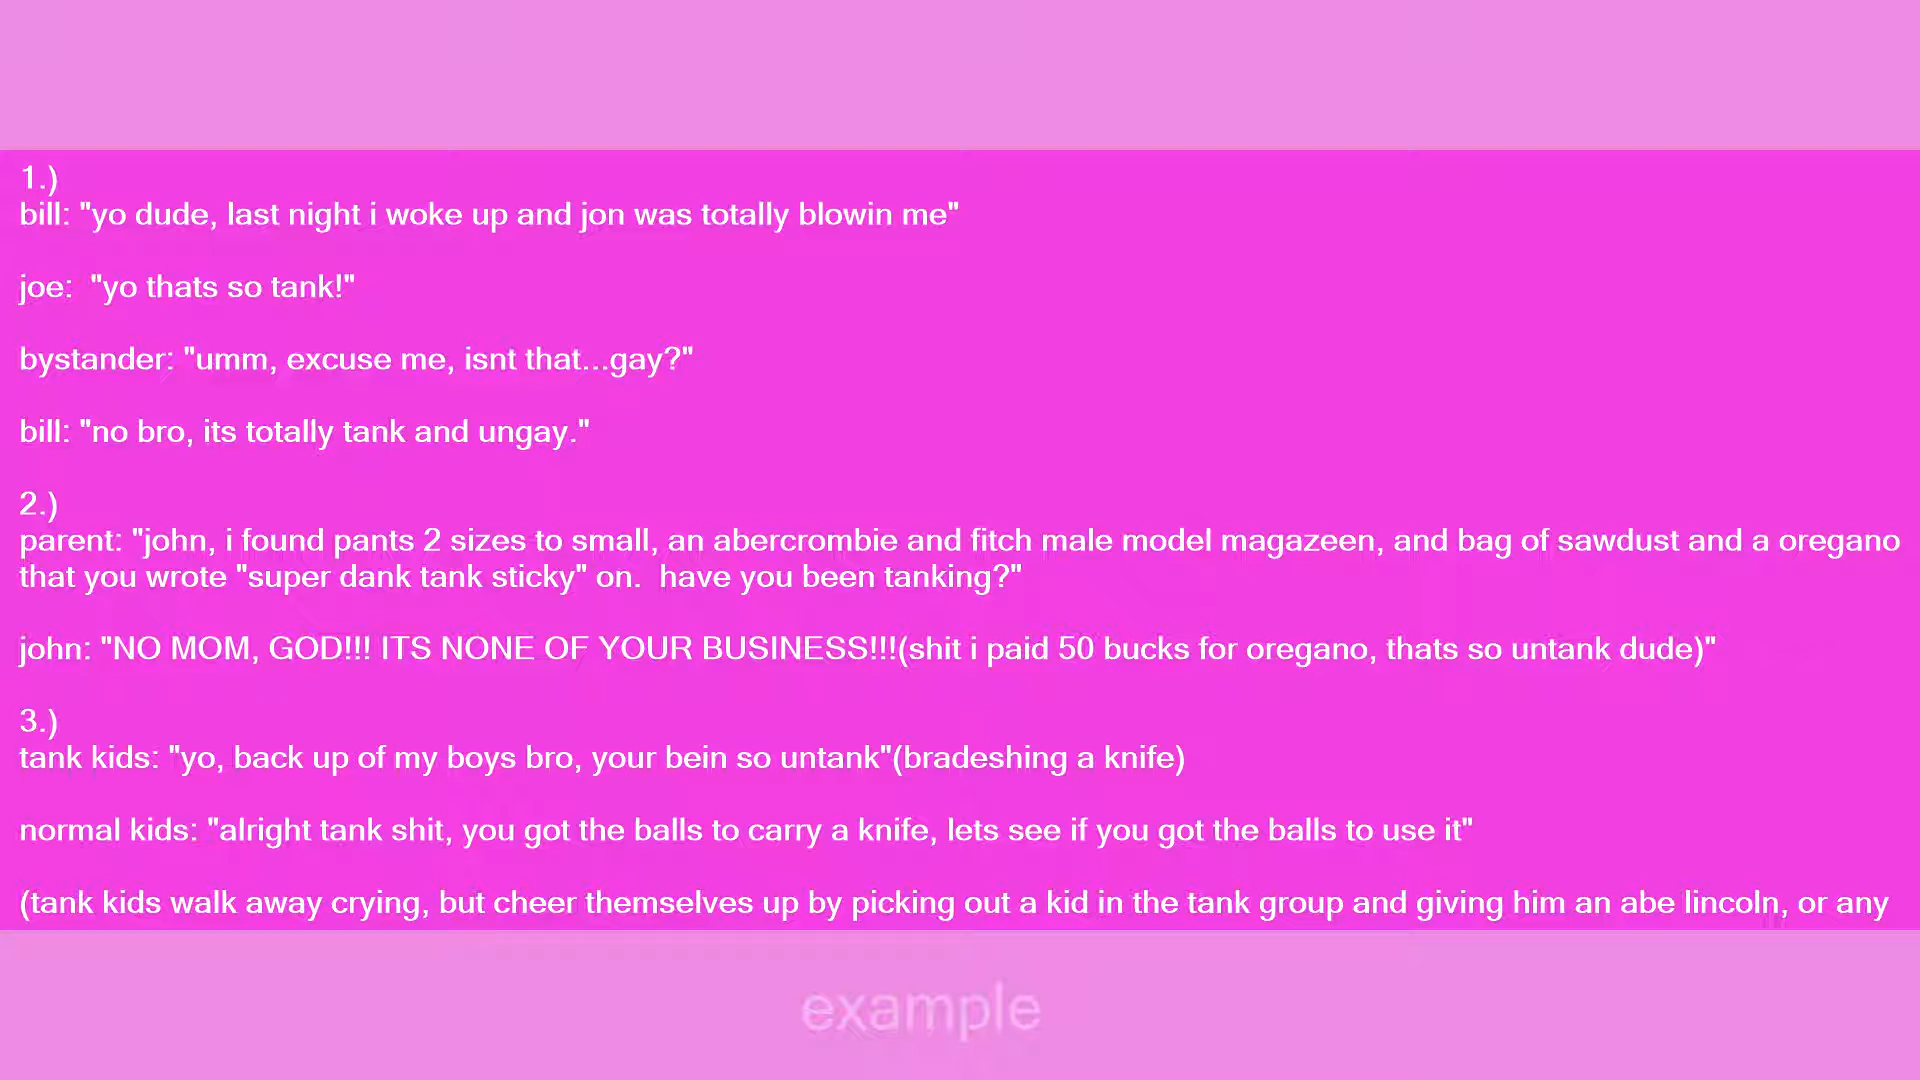 1.)
bill: "yo dude, last night i woke up and jon was totally blowin me"
joe:  "yo thats so tank!"
bystander: "umm, excuse me, isnt that...gay?"
bill: "no bro, its totally tank and ungay."
2.)
parent: "john, i found pants 2 sizes to small, an abercrombie and fitch male model magazeen, and bag of sawdust and a oregano
that you wrote "super dank tank sticky" on.  have you been tanking?"
john: "NO MOM, GOD!!! ITS NONE OF YOUR BUSINESS!!!(shit i paid 50 bucks for oregano, thats so untank dude)"
3.)
tank kids: "yo, back up of my boys bro, your bein so untank"(bradeshing a knife)
normal kids: "alright tank shit, you got the balls to carry a knife, lets see if you got the balls to use it"
(tank kids walk away crying, but cheer themselves up by picking out a kid in the tank group and giving him an abe lincoln, or any
example